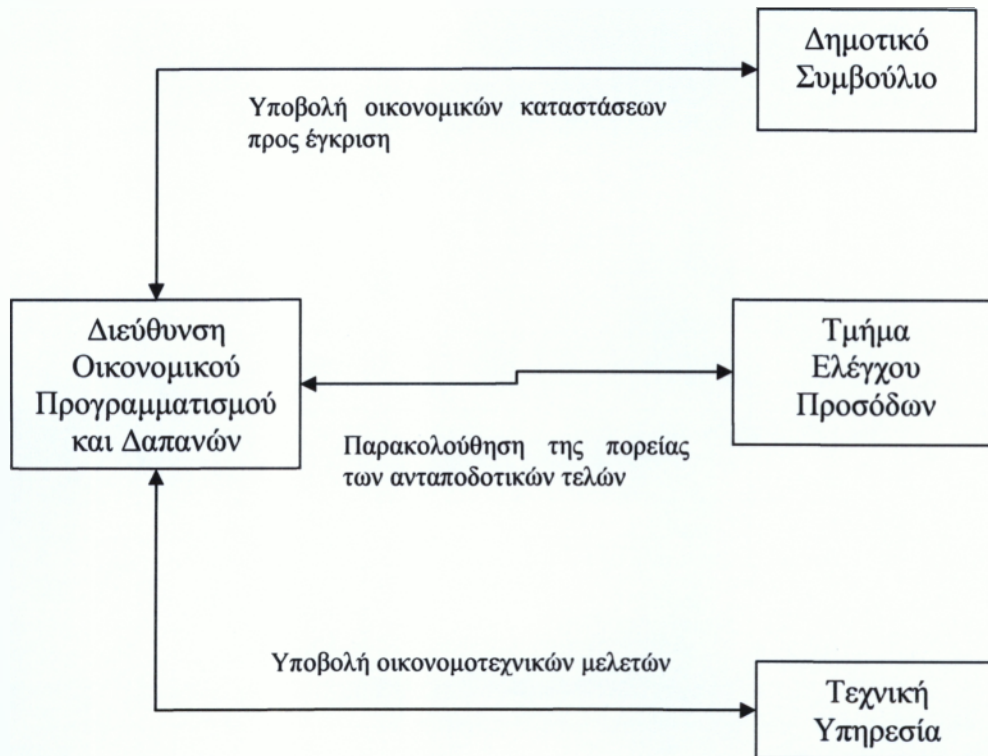 Δημοτικό
Συμβούλιο
Υποβολή οικονομικών καταστάσεων
προς έγκριση
Διεύθυνση
Οικονομικού
Προγραμματισμού
και Δαπανών
Τμήμα
Ελέγχου
Προσόδων
Παρακολούθηση της πορείας
των ανταποδοτικών τελών
Υποβολή οικονομοτεχνικών μελετών
Τεχνική
Υπηρεσία